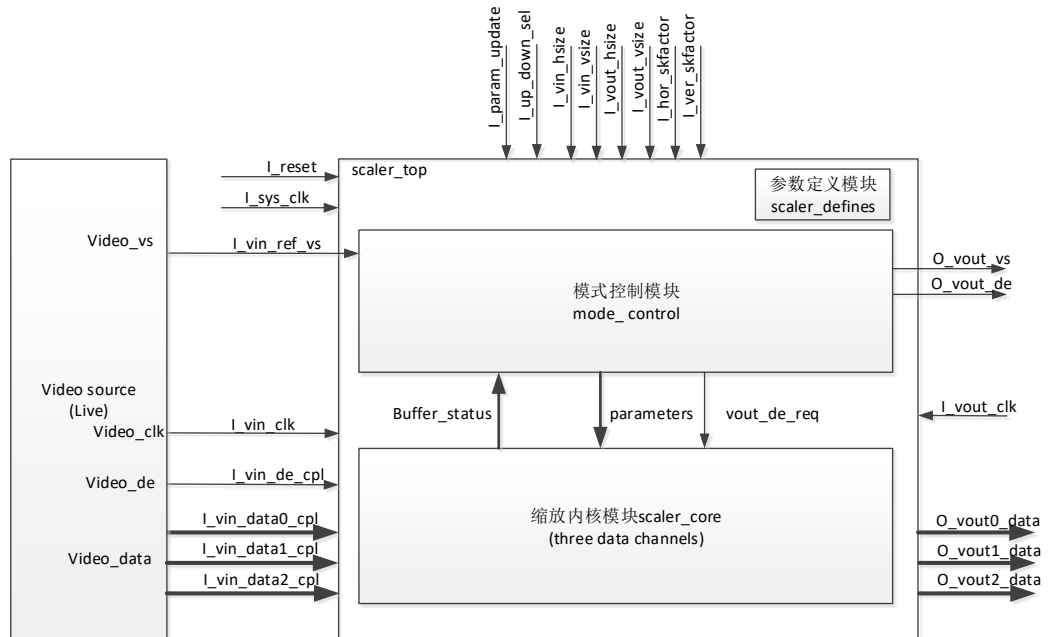 I_param_update
I_up_down_sel
I_vin_hsize
I_vin_vsize
I_vout_hsize
I_vout_vsize
I_hor_skfactor
I_ver_skfactor
I_reset
I_sys_clk
scaler_top
参数定义模块
scaler_defines
Video_vs
I_vin_ref_vs
模式控制模块
mode_ control
O_vout_vs
O_vout_de
Video source
(Live)
Buffer_status
parameters
vout_de_req
I_vout_clk
Video_clk
I_vin_clk
Video_de
I_vin_de_cpl
缩放内核模块scaler_core
(three data channels)
Video_data
I_vin_data0_cpl
I_vin_data1_cpl
I_vin_data2_cpl
O_vout0_data
O_vout1_data
O_vout2_data